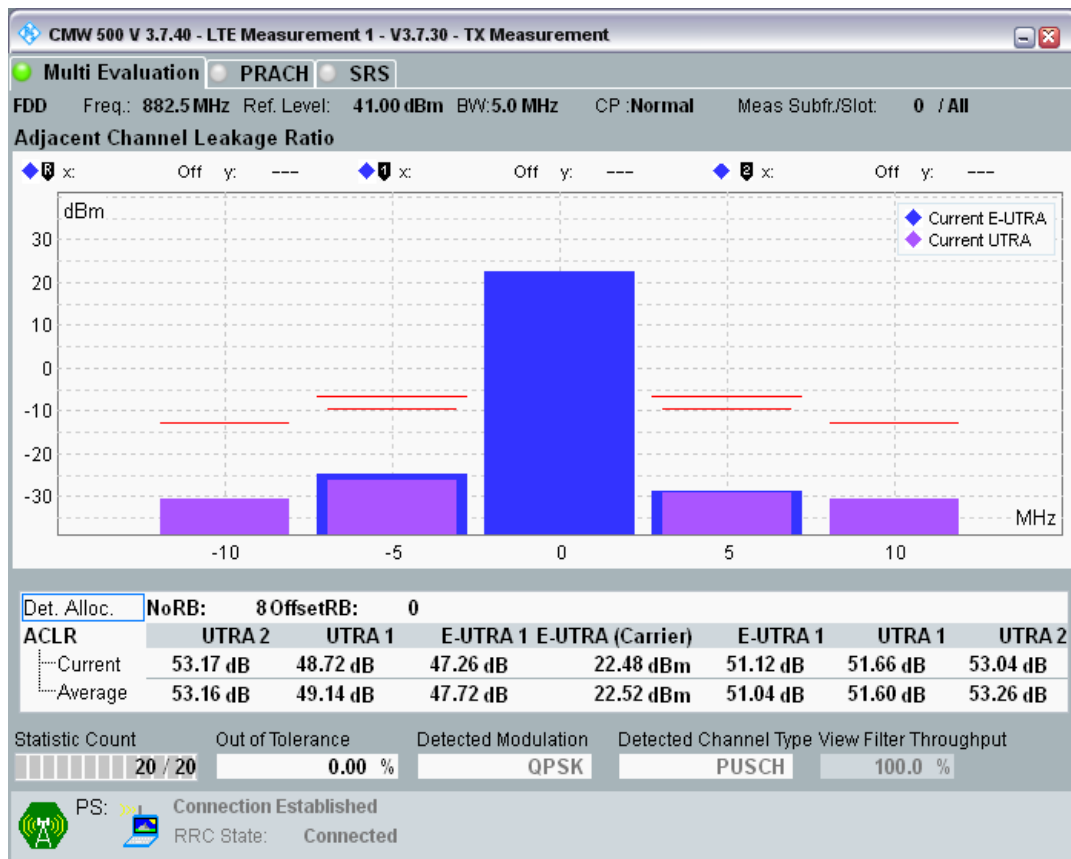 CMW 500 V 3.7.40 - LTE Measurement 1 - V3.7.30 - TX Measurement
Multi Evaluation PRACH SRS
FDD Freq.: 882.5 MHz Ref. Level: 41.00 dBm BW:5.0 MHz CP :Normal Meas Subfr./Slot: 0 / All
Adjacent Channel Leakage Ratio
R x: Off y: --- 1 x: Off y: --- 2 x: Off y: ---
dBm
Current E-UTRA
Current UTRA
30
20
10
0
-10
-20
-30
MHz
-10 -5 0 5 10
Det. Alloc. NoRB: 8 OffsetRB: 0
ACLR UTRA 2 UTRA 1 E-UTRA 1 E-UTRA (Carrier) E-UTRA 1 UTRA 1 UTRA 2
Current 53.17 dB 48.72 dB 47.26 dB 22.48 dBm 51.12 dB 51.66 dB 53.04 dB
Average 53.16 dB 49.14 dB 47.72 dB 22.52 dBm 51.04 dB 51.60 dB 53.26 dB
Statistic Count Out of Tolerance Detected Modulation Detected Channel Type View Filter Throughput
20 / 20 0.00 % QPSK PUSCH 100.0 %
PS: Connection Established
RRC State: Connected